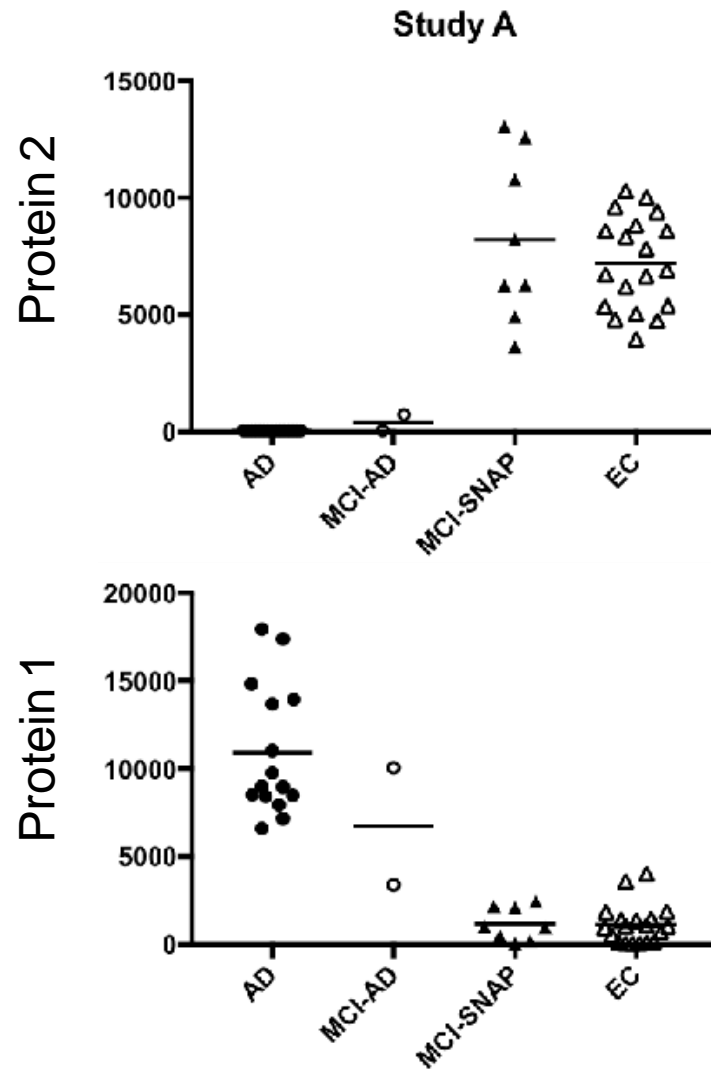 Study A
Protein 2
15000
10000
5000
0
AD
MCI-AD
MCI-SNAP
EC
Protein 1
20000
15000
10000
5000
0
AD
MCI-AD
MCI-SNAP
EC